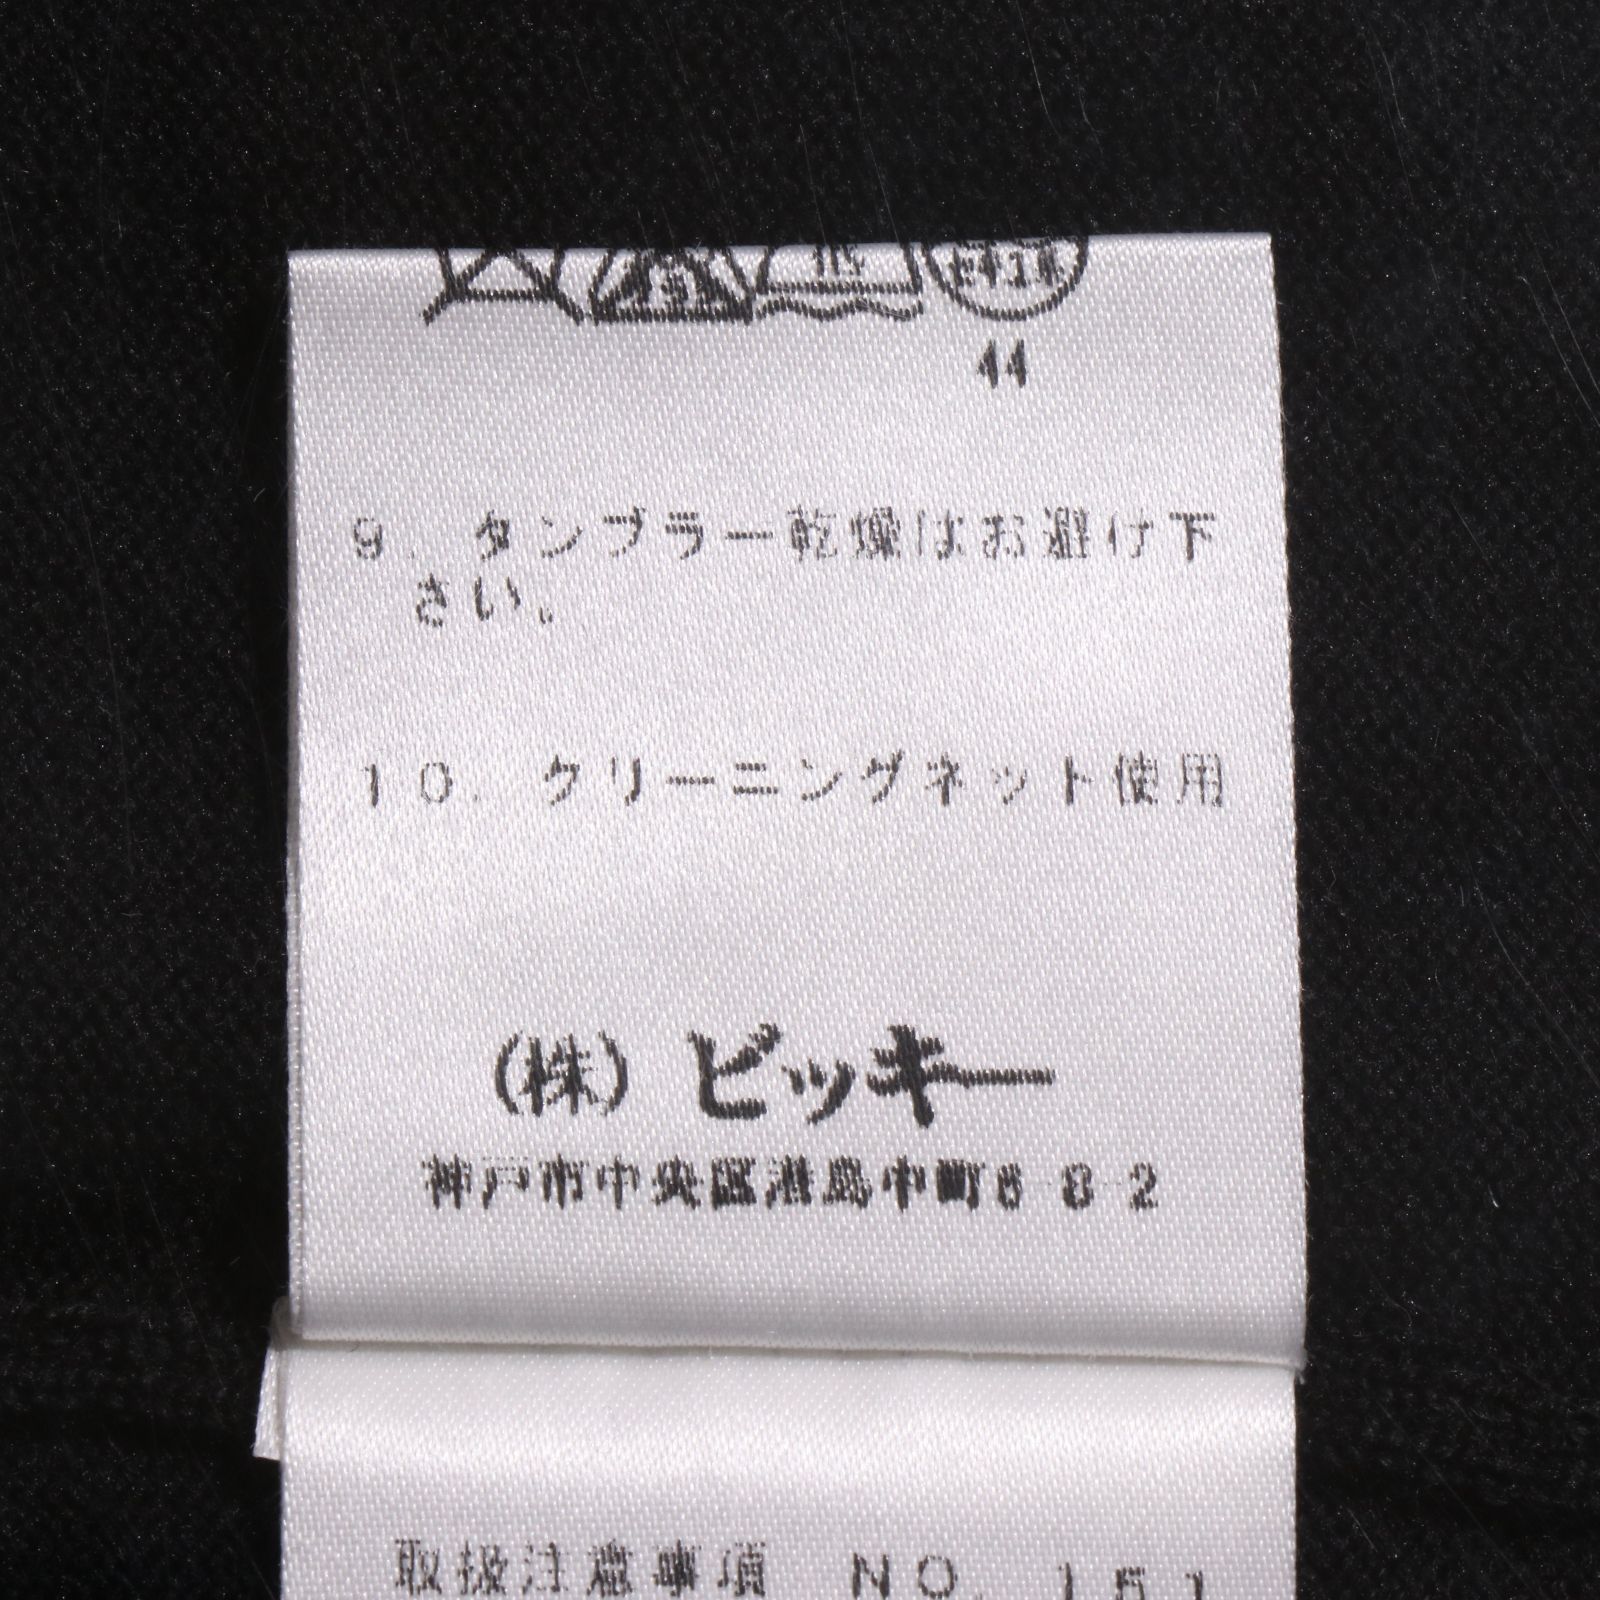 44
9. タンブラー乾燥はお避け下
さい。
10. クリーニングネット使用
(株) ビッキー
神戸市中央区港島中町6 8 2
取扱注意事項 NO. 151